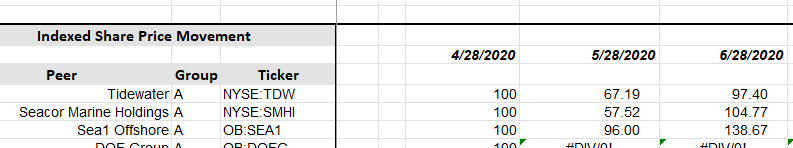 Indexed Share Price Movement
4/28/2020 5/28/2020 6/28/2020
Peer Group Ticker
Tidewater A NYSE:TDW 100 67.19 97.40
Seacor Marine Holdings A NYSE:SMHI 100 57.52 104.77
Sea1 Offshore A OB:SEA1 100 96.00 138.67
DOF Group A OB:DOFG 100 #DIV/0! #DIV/0!